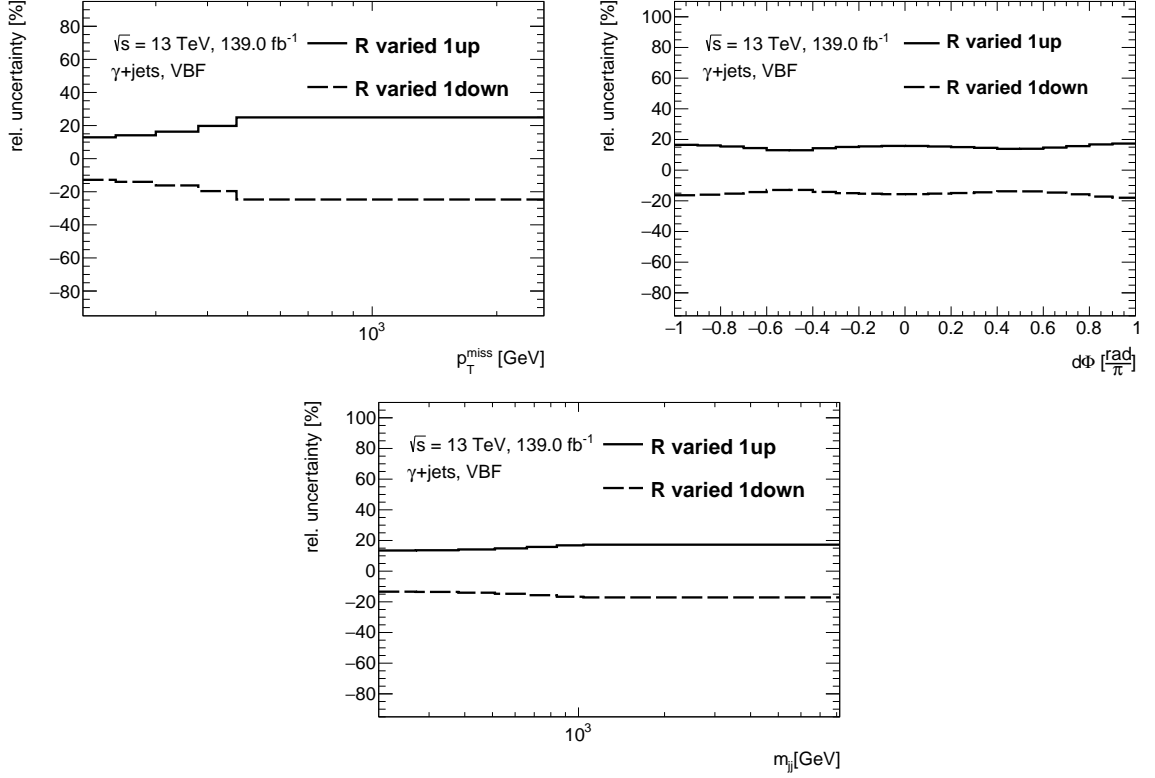 rel. uncertainty [%]
80
60
40
20
0
−20
−40
−60
−80
√s = 13 TeV, 139.0 fb⁻¹
γ+jets, VBF
R varied 1up
R varied 1down
10³
p_T^miss [GeV]
rel. uncertainty [%]
100
80
60
40
20
0
−20
−40
−60
−80
√s = 13 TeV, 139.0 fb⁻¹
γ+jets, VBF
R varied 1up
R varied 1down
−1 −0.8 −0.6 −0.4 −0.2 0 0.2 0.4 0.6 0.8 1
dΦ [rad/π]
rel. uncertainty [%]
100
80
60
40
20
0
−20
−40
−60
−80
√s = 13 TeV, 139.0 fb⁻¹
γ+jets, VBF
R varied 1up
R varied 1down
10³
m_jj[GeV]